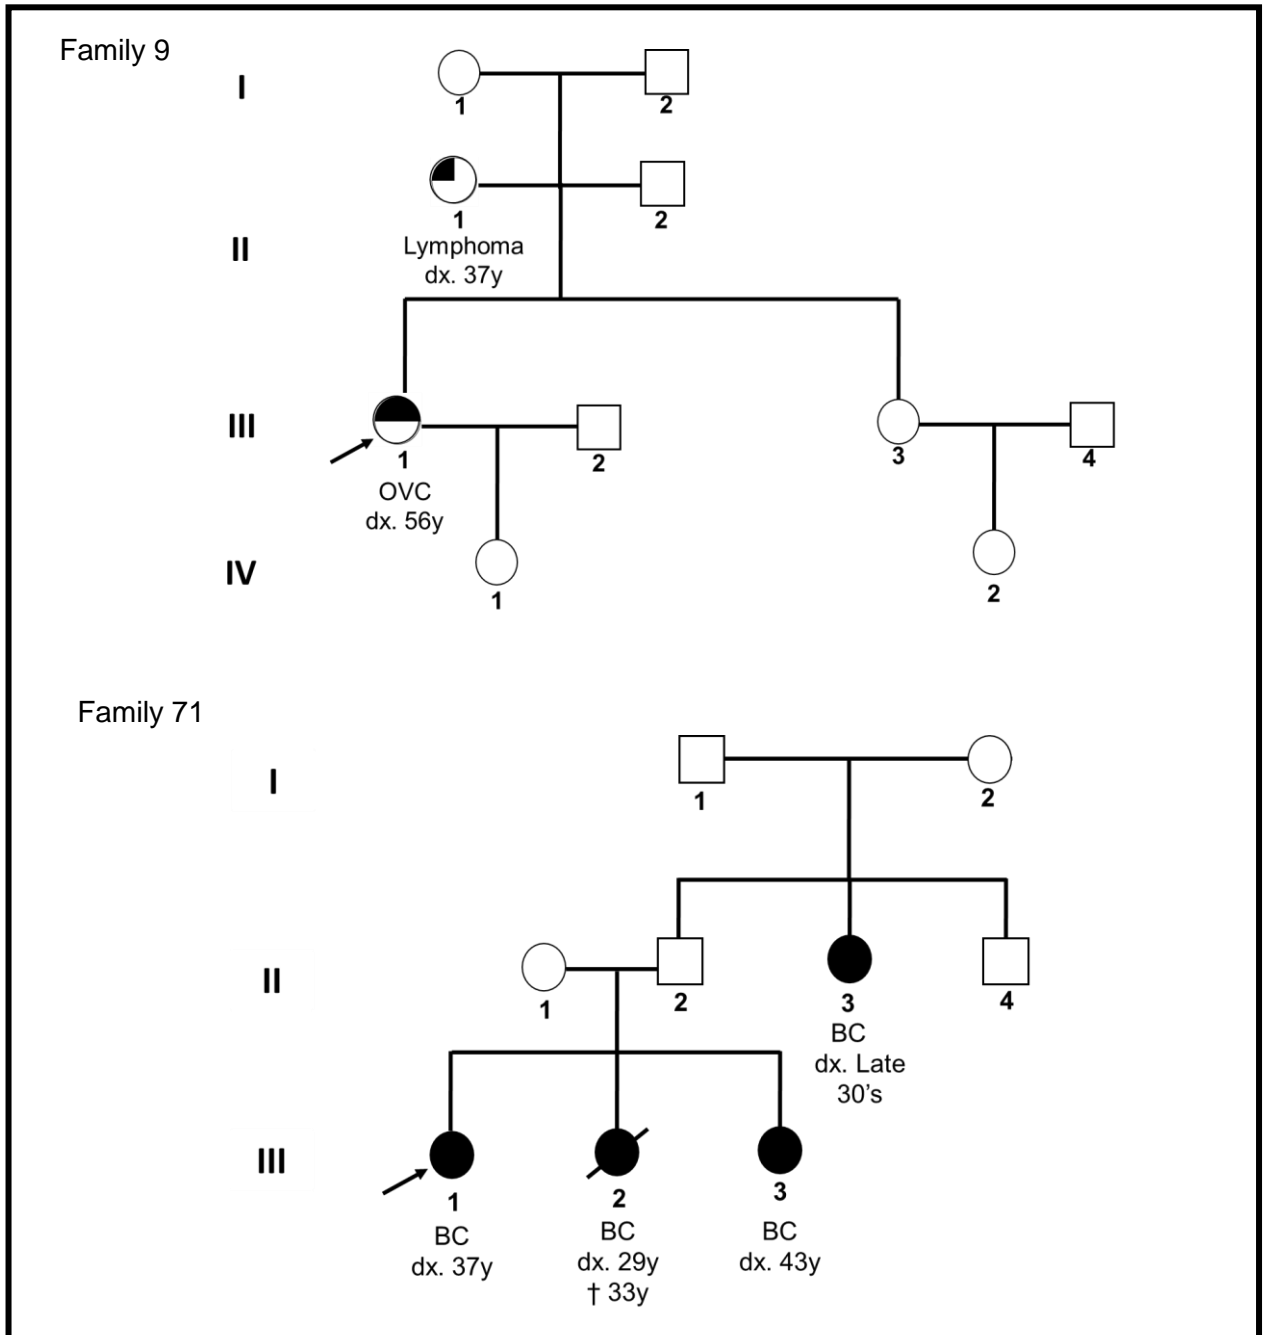 Family 9
I
1
2
1
2
Lymphoma
dx. 37y
II
III
1
2
3
4
OVC
dx. 56y
IV
1
2
Family 71
I
1
2
II
1
2
3
4
BC
dx. Late
30's
III
1
2
3
BC
dx. 37y
BC
dx. 29y
† 33y
BC
dx. 43y